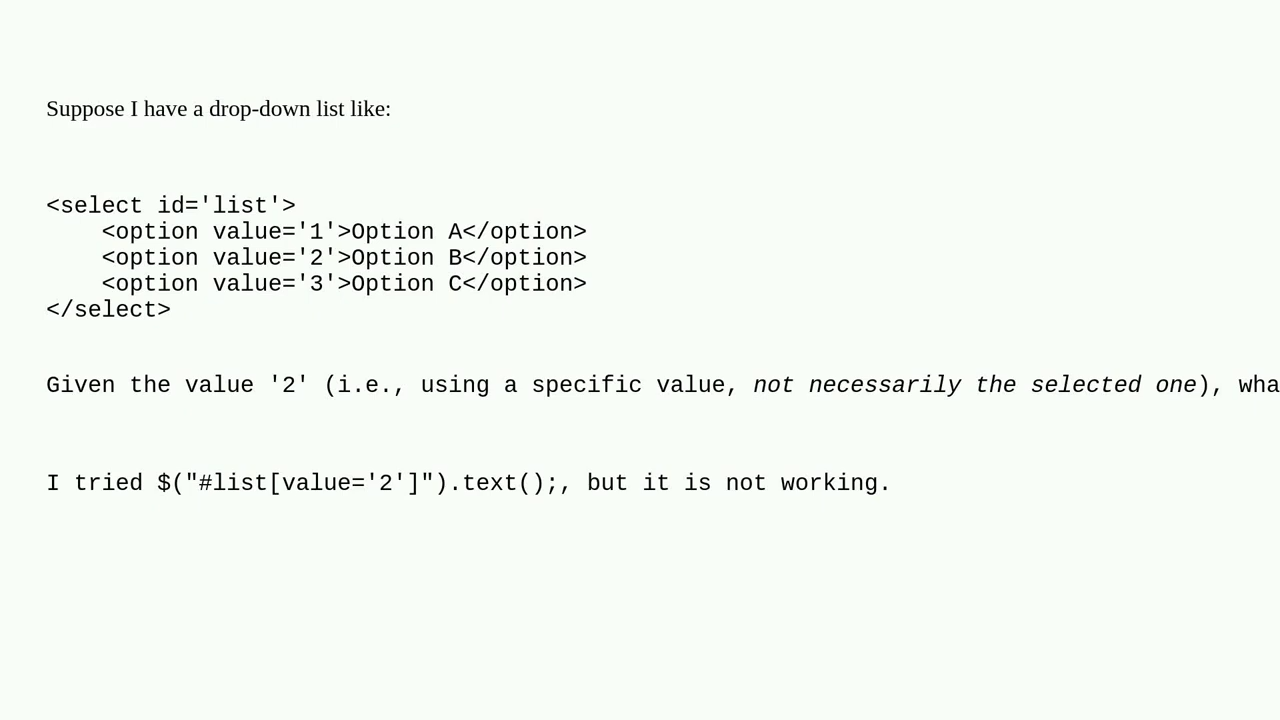 Suppose I have a drop-down list like:
<select id='list'>
    <option value='1'>Option A</option>
    <option value='2'>Option B</option>
    <option value='3'>Option C</option>
</select>
Given the value '2' (i.e., using a specific value, not necessarily the selected one),
I tried $("#list[value='2']").text();, but it is not working.